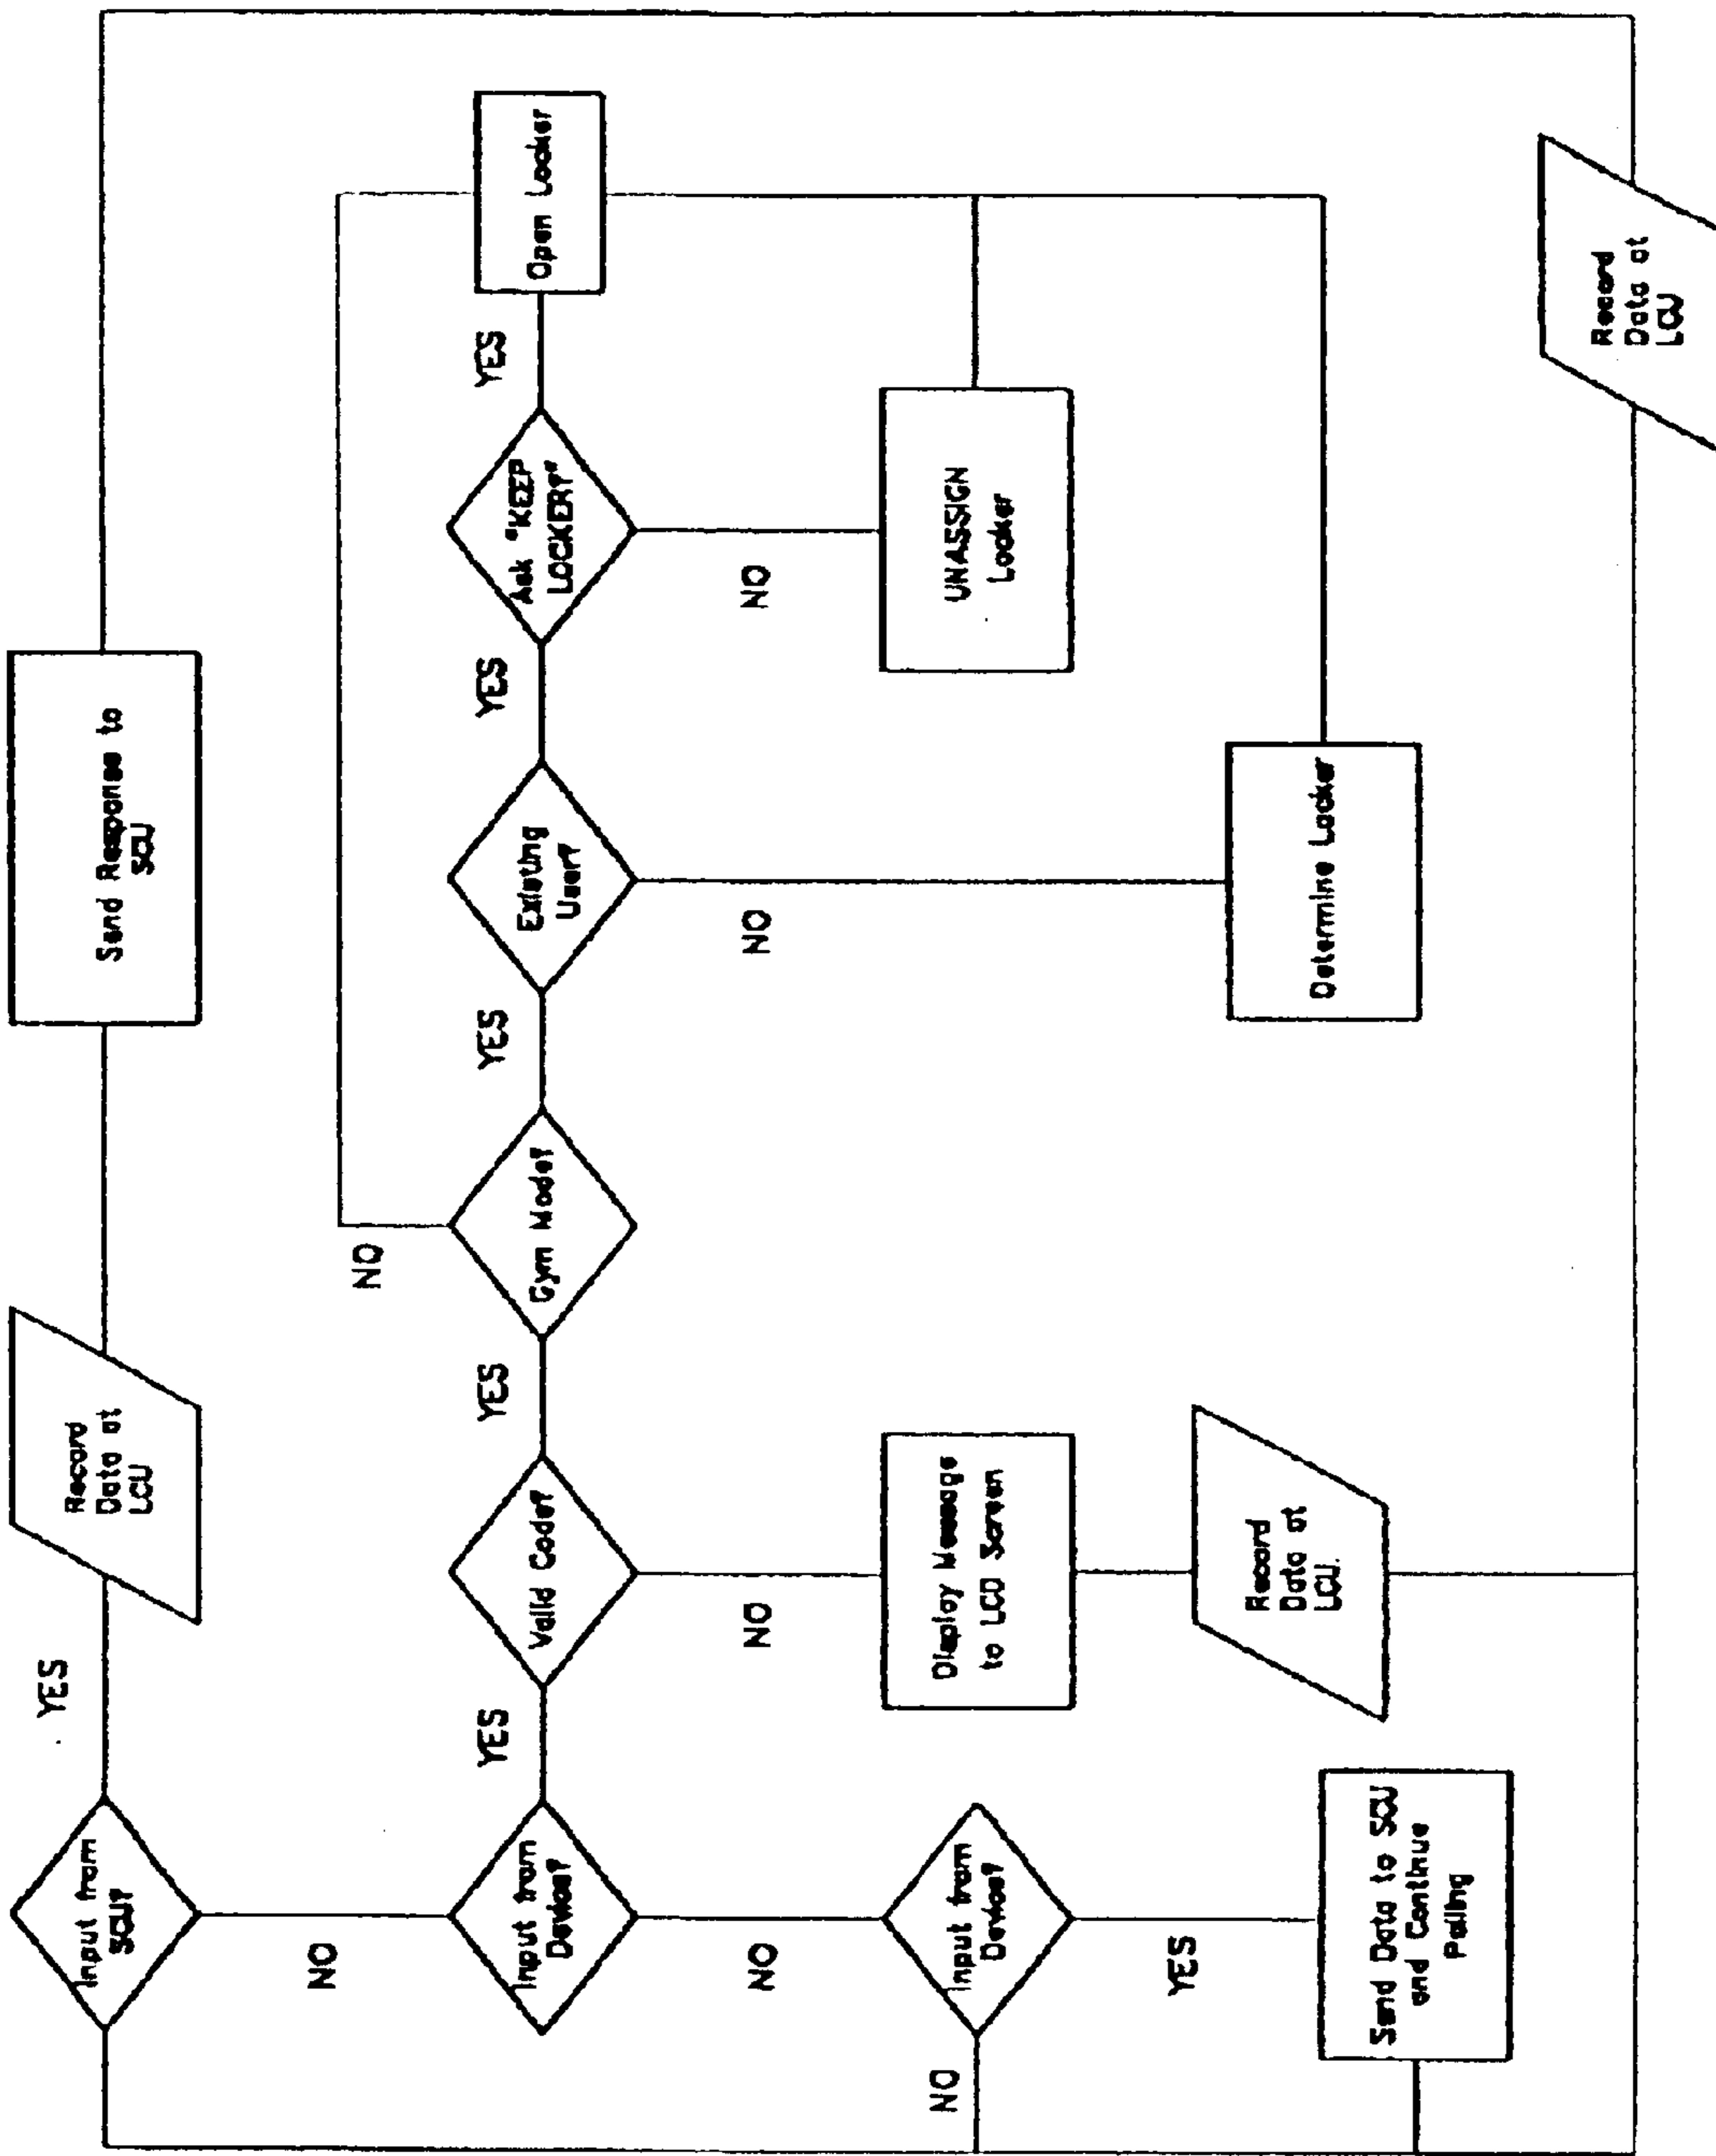 Input from
SCU?
YES
Record
Data at
LCU
Send Response to
SCU
NO
Input from
Device?
YES
Valid Code?
YES
Gym Mode?
NO
YES
Existing
User?
YES
Ask "KEEP
LOCKER?"
YES
Open Locker
NO
Input from
Device?
NO
YES
Send Data to SCU
and Continue
Polling
NO
Display Message
to LCD Screen
Record
Data at
LCU.
NO
Determine Locker
NO
UNASSIGN
Locker
Record
Data at
LCU